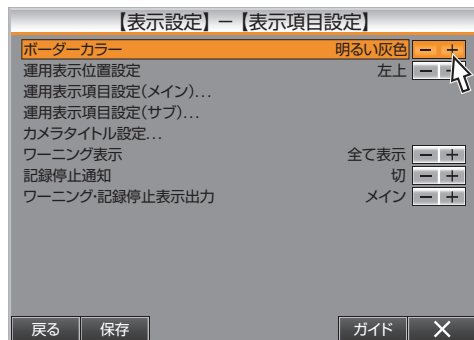 【表示設定】 － 【表示項目設定】
ボーダーカラー 明るい灰色 － ＋
運用表示位置設定 左上 － ＋
運用表示項目設定(メイン)...
運用表示項目設定(サブ)...
カメラタイトル設定...
ワーニング表示 全て表示 － ＋
記録停止通知 切 － ＋
ワーニング・記録停止表示出力 メイン － ＋
戻る 保存 ガイド ×